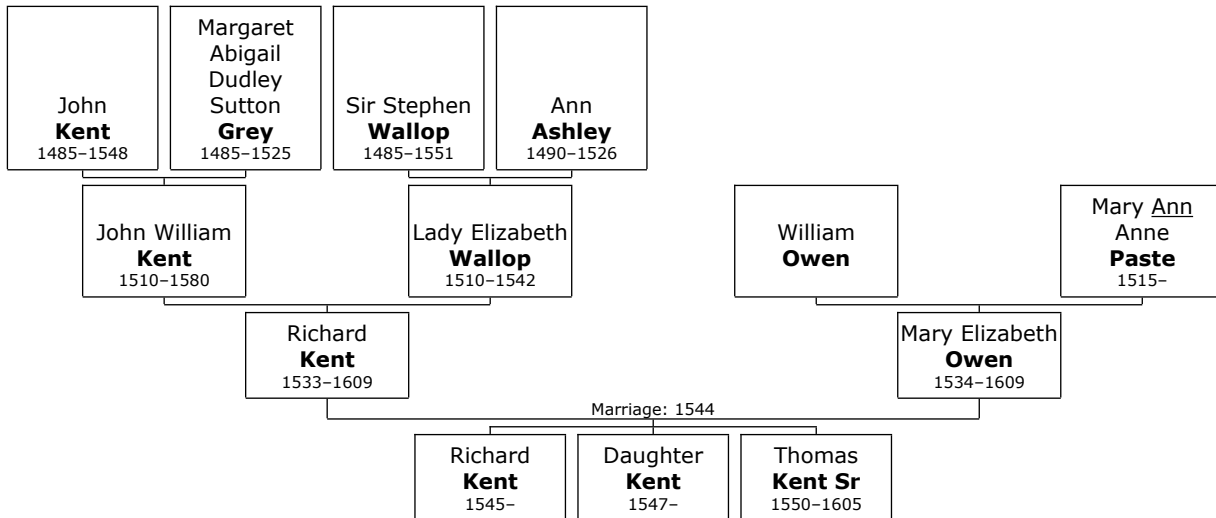 John
Kent
1485–1548
Margaret
Abigail
Dudley
Sutton
Grey
1485–1525
Sir Stephen
Wallop
1485–1551
Ann
Ashley
1490–1526
John William
Kent
1510–1580
Lady Elizabeth
Wallop
1510–1542
William
Owen
Mary Ann
Anne
Paste
1515–
Richard
Kent
1533–1609
Mary Elizabeth
Owen
1534–1609
Marriage: 1544
Richard
Kent
1545–
Daughter
Kent
1547–
Thomas
Kent Sr
1550–1605